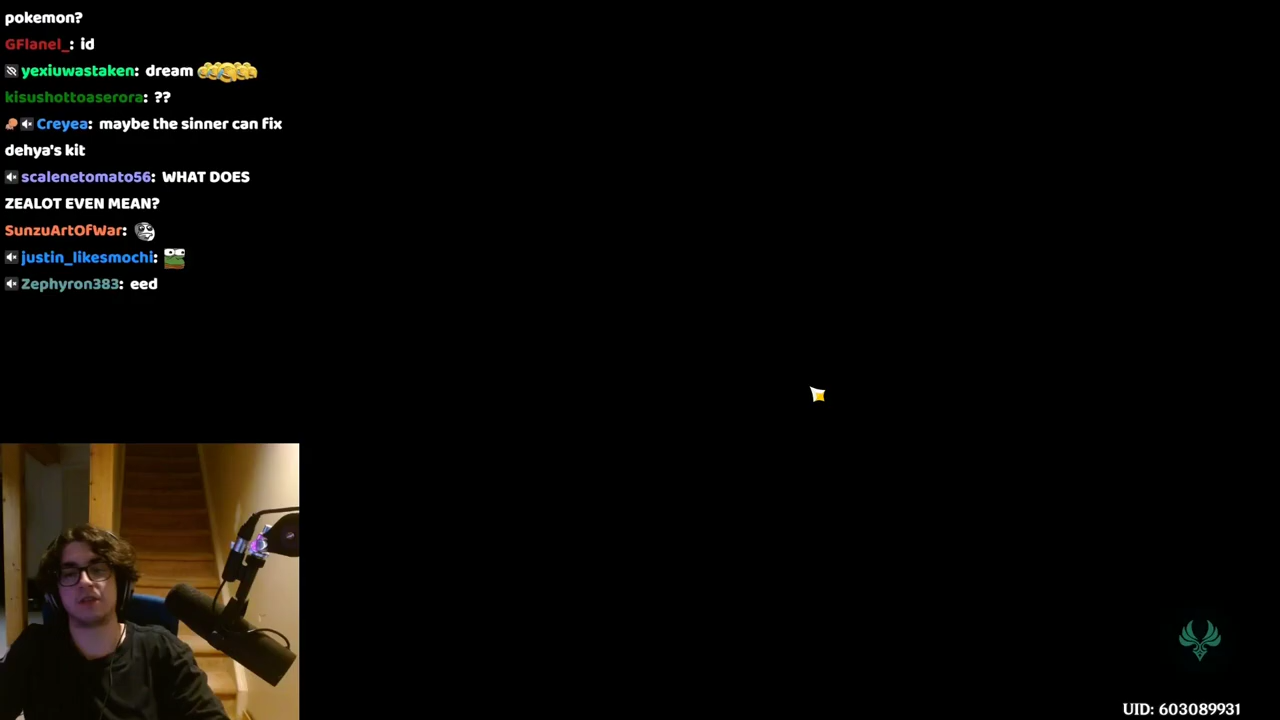 pokemon?
GFlanel_: id
yexiuwastaken: dream
kisushottoaserora: ??
Creyea: maybe the sinner can fix
dehya's kit
scalenetomato56: WHAT DOES
ZEALOT EVEN MEAN?
SunzuArtOfWar:
justin_likesmochi:
Zephyron383: eed
UID: 603089931